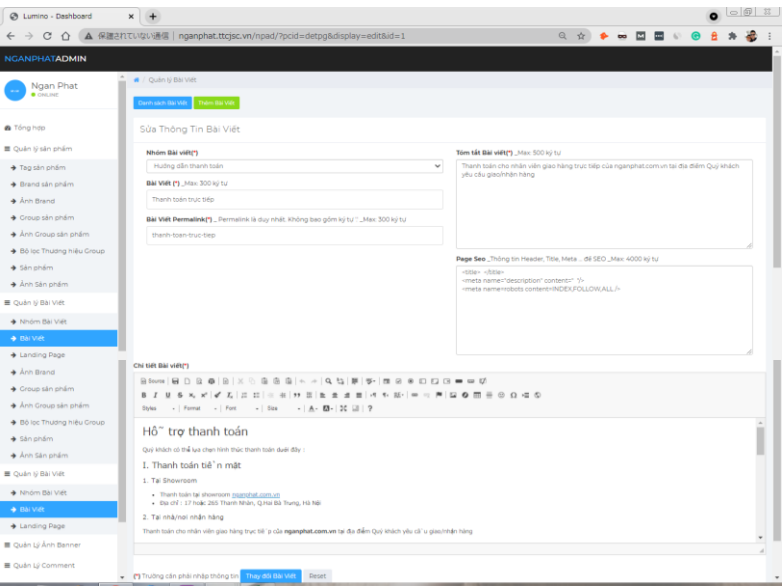 Lumino - Dashboard
保護されていない通信 | nganphat.ttcjsc.vn/npad/?pcid=detpg&display=edit&id=1
NGANPHATADMIN
Ngan Phat
ONLINE
Tổng hợp
Quản lý sản phẩm
Tag sản phẩm
Brand sản phẩm
Ảnh Brand
Group sản phẩm
Ảnh Group sản phẩm
Bộ lọc Thương hiệu Group
Sản phẩm
Ảnh Sản phẩm
Quản lý Bài Viết
Nhóm Bài Viết
Bài Viết
Landing Page
Ảnh Brand
Group sản phẩm
Ảnh Group sản phẩm
Bộ lọc Thương hiệu Group
Sản phẩm
Ảnh Sản phẩm
Quản lý Bài Viết
Nhóm Bài Viết
Bài Viết
Landing Page
Quản Lý Ảnh Banner
Quản Lý Comment
/ Quản lý Bài Viết
Danh sách Bài Viết Thêm Bài Viết
Sửa Thông Tin Bài Viết
Nhóm Bài viết(*)
Hướng dẫn thanh toán
Bài Viết (*) _Max 300 ký tự
Thanh toán trực tiếp
Bài Viết Permalink(*) _ Permalink là duy nhất. Không bao gồm ký tự '' _Max 300 ký tự
thanh-toan-truc-tiep
Tóm tắt Bài viết(*) _Max 500 ký tự
Thanh toán cho nhân viên giao hàng trực tiếp của nganphat.com.vn tại địa điểm Quý khách
yêu cầu giao/nhận hàng
Page Seo _Thông tin Header, Title, Meta ... để SEO _Max 4000 ký tự
<title> </title>
<meta name="description" content=" "/>
<meta name=robots content=INDEX,FOLLOW,ALL />
Chi tiết Bài viết(*)
Source
B I U S
Styles Format Font Size
Hỗ trợ thanh toán
Quý khách có thể lựa chọn hình thức thanh toán dưới đây :
I. Thanh toán tiền mặt
1. Tại Showroom
Thanh toán tại showroom nganphat.com.vn
Địa chỉ : 17 hoặc 265 Thanh Nhàn, Q.Hai Bà Trưng, Hà Nội
2. Tại nhà/nơi nhận hàng
Thanh toán cho nhân viên giao hàng trực tiếp của nganphat.com.vn tại địa điểm Quý khách yêu cầu giao/nhận hàng
(*) Trường cần phải nhập thông tin Thay đổi Bài Viết Reset